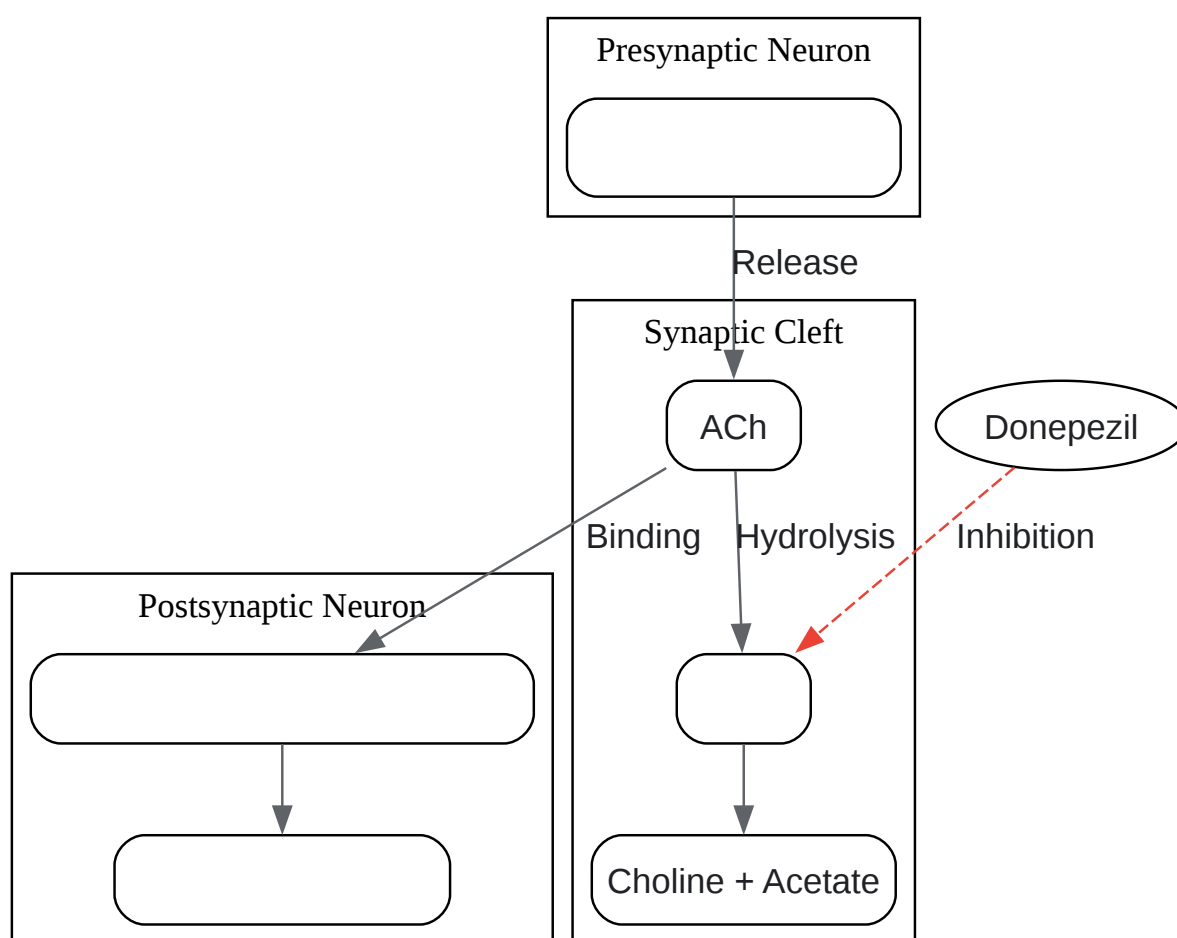 Presynaptic Neuron
Release
Synaptic Cleft
ACh
Donepezil
Binding
Hydrolysis
Inhibition
Postsynaptic Neuron
Choline + Acetate